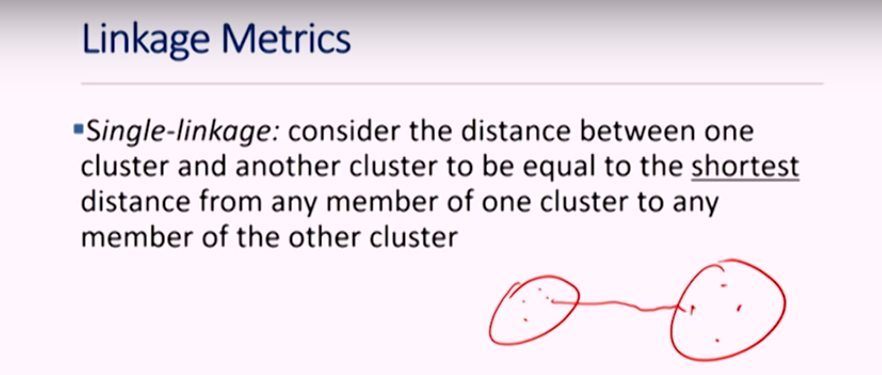 Linkage Metrics
▪Single-linkage: consider the distance between one
cluster and another cluster to be equal to the shortest
distance from any member of one cluster to any
member of the other cluster